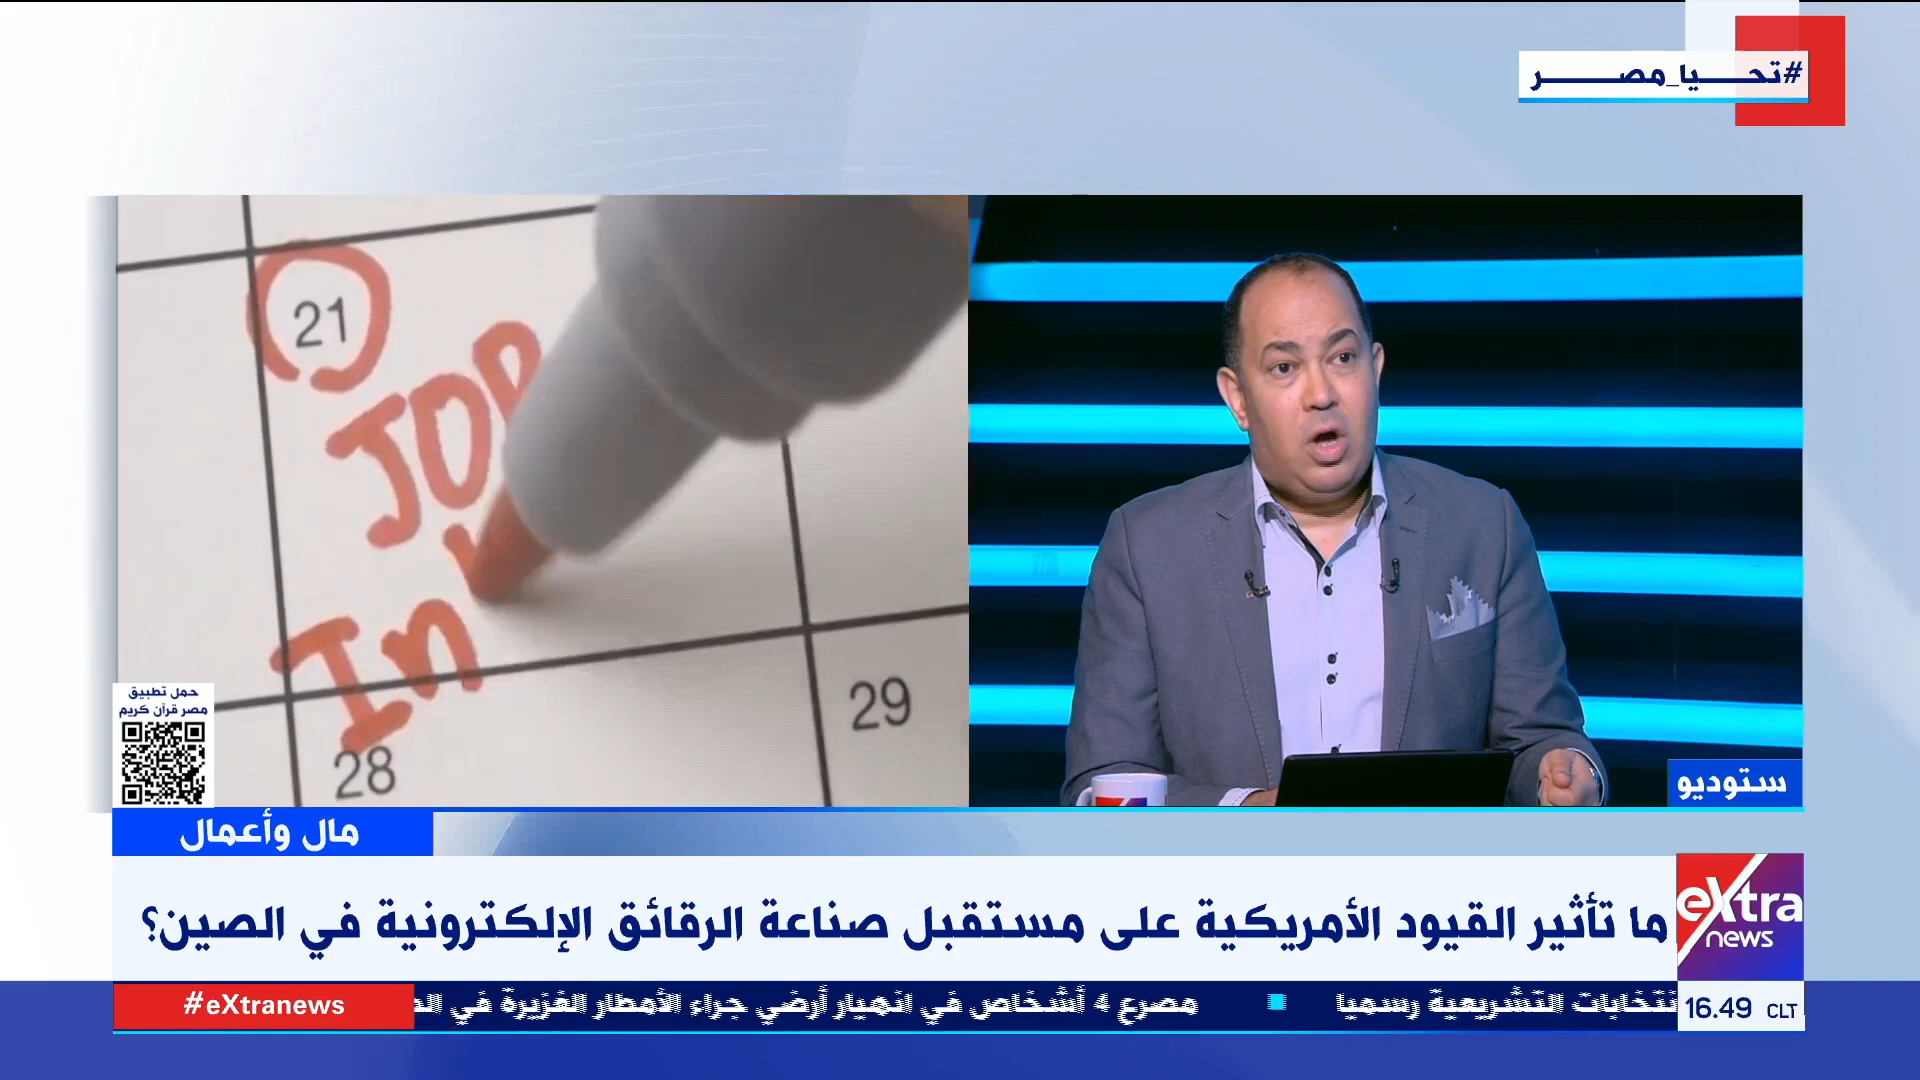 #تحيا_مصر
21
JOB
In
28
29
حمل تطبيق
مصر قرآن كريم
ستوديو
مال وأعمال
ما تأثير القيود الأمريكية على مستقبل صناعة الرقائق الإلكترونية في الصين؟
eXtra
news
#eXtranews
رسميا
مصرع 4 أشخاص في انهيار أرضي جراء الأمطار الغزيرة في
التشريعية
16.49 CLT